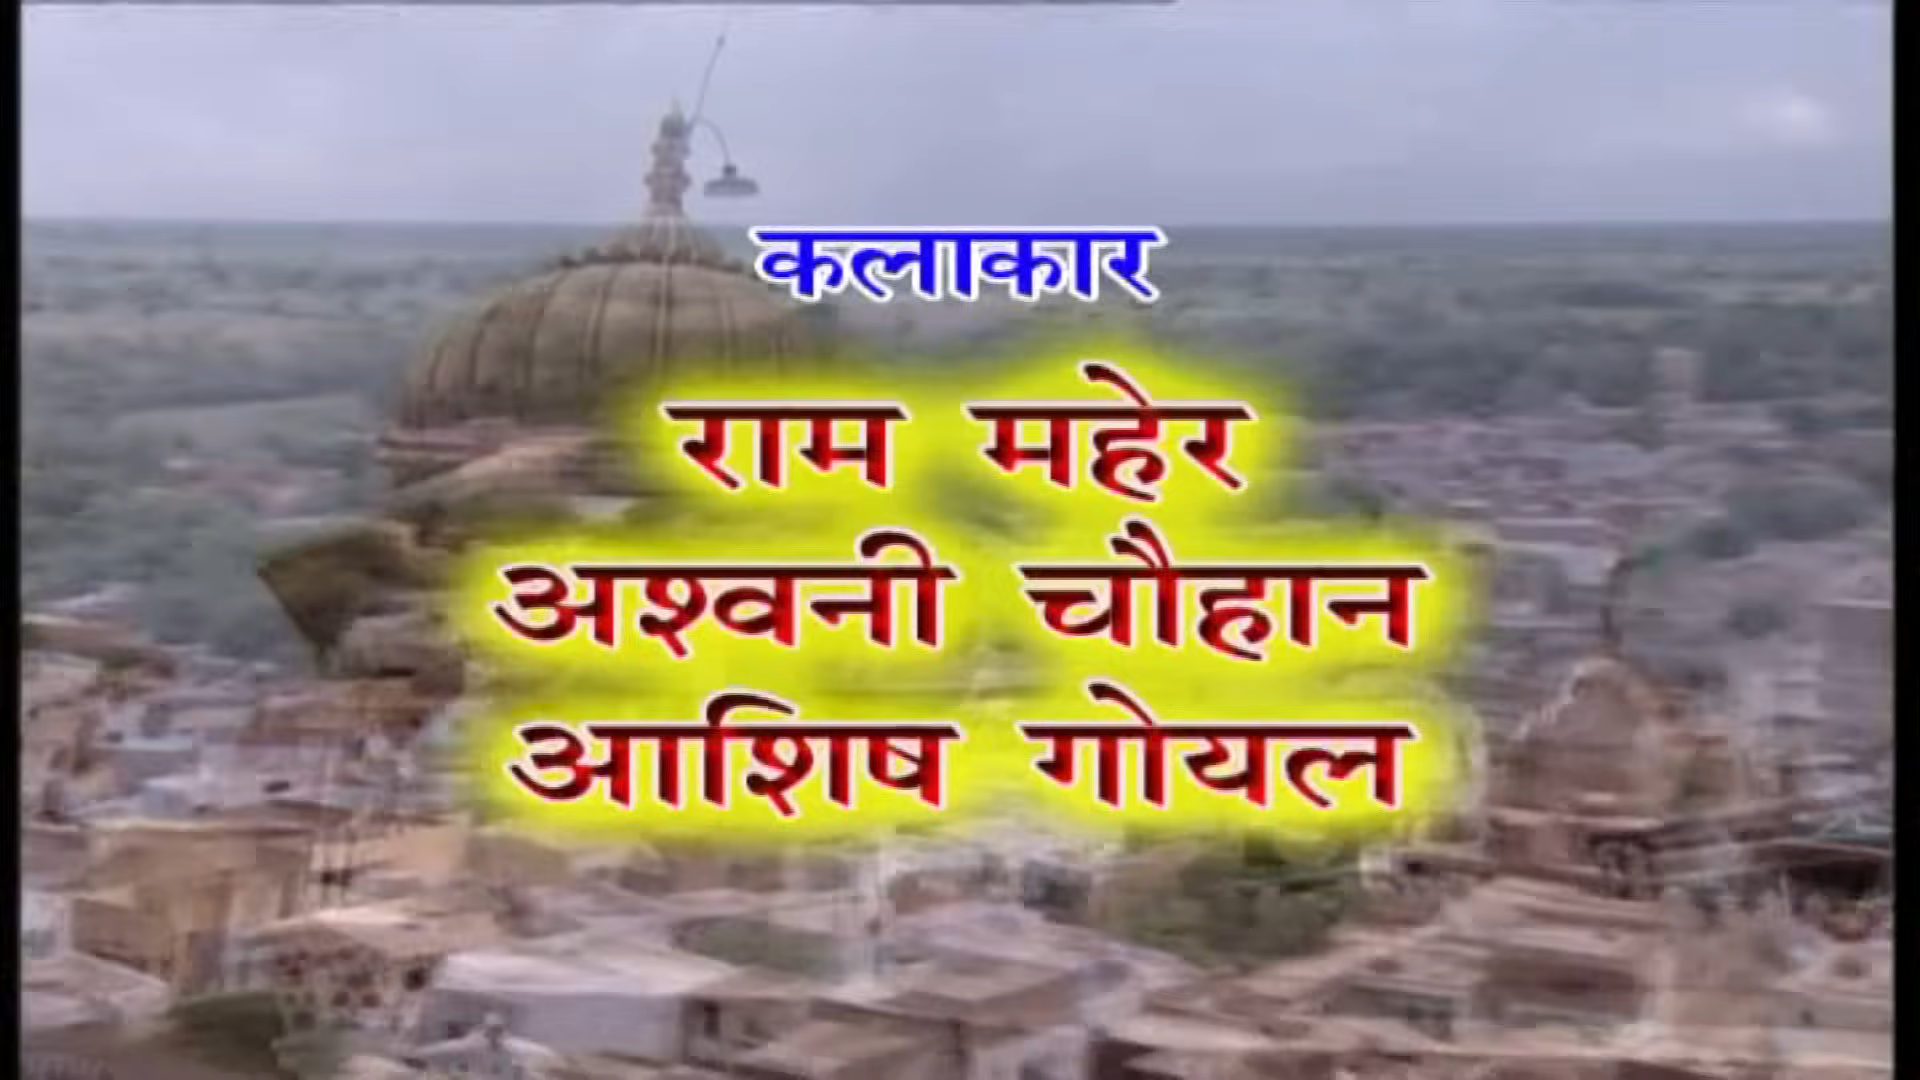 कलाकार
राम महेर
अश्वनी चौहान
आशिष गोयल